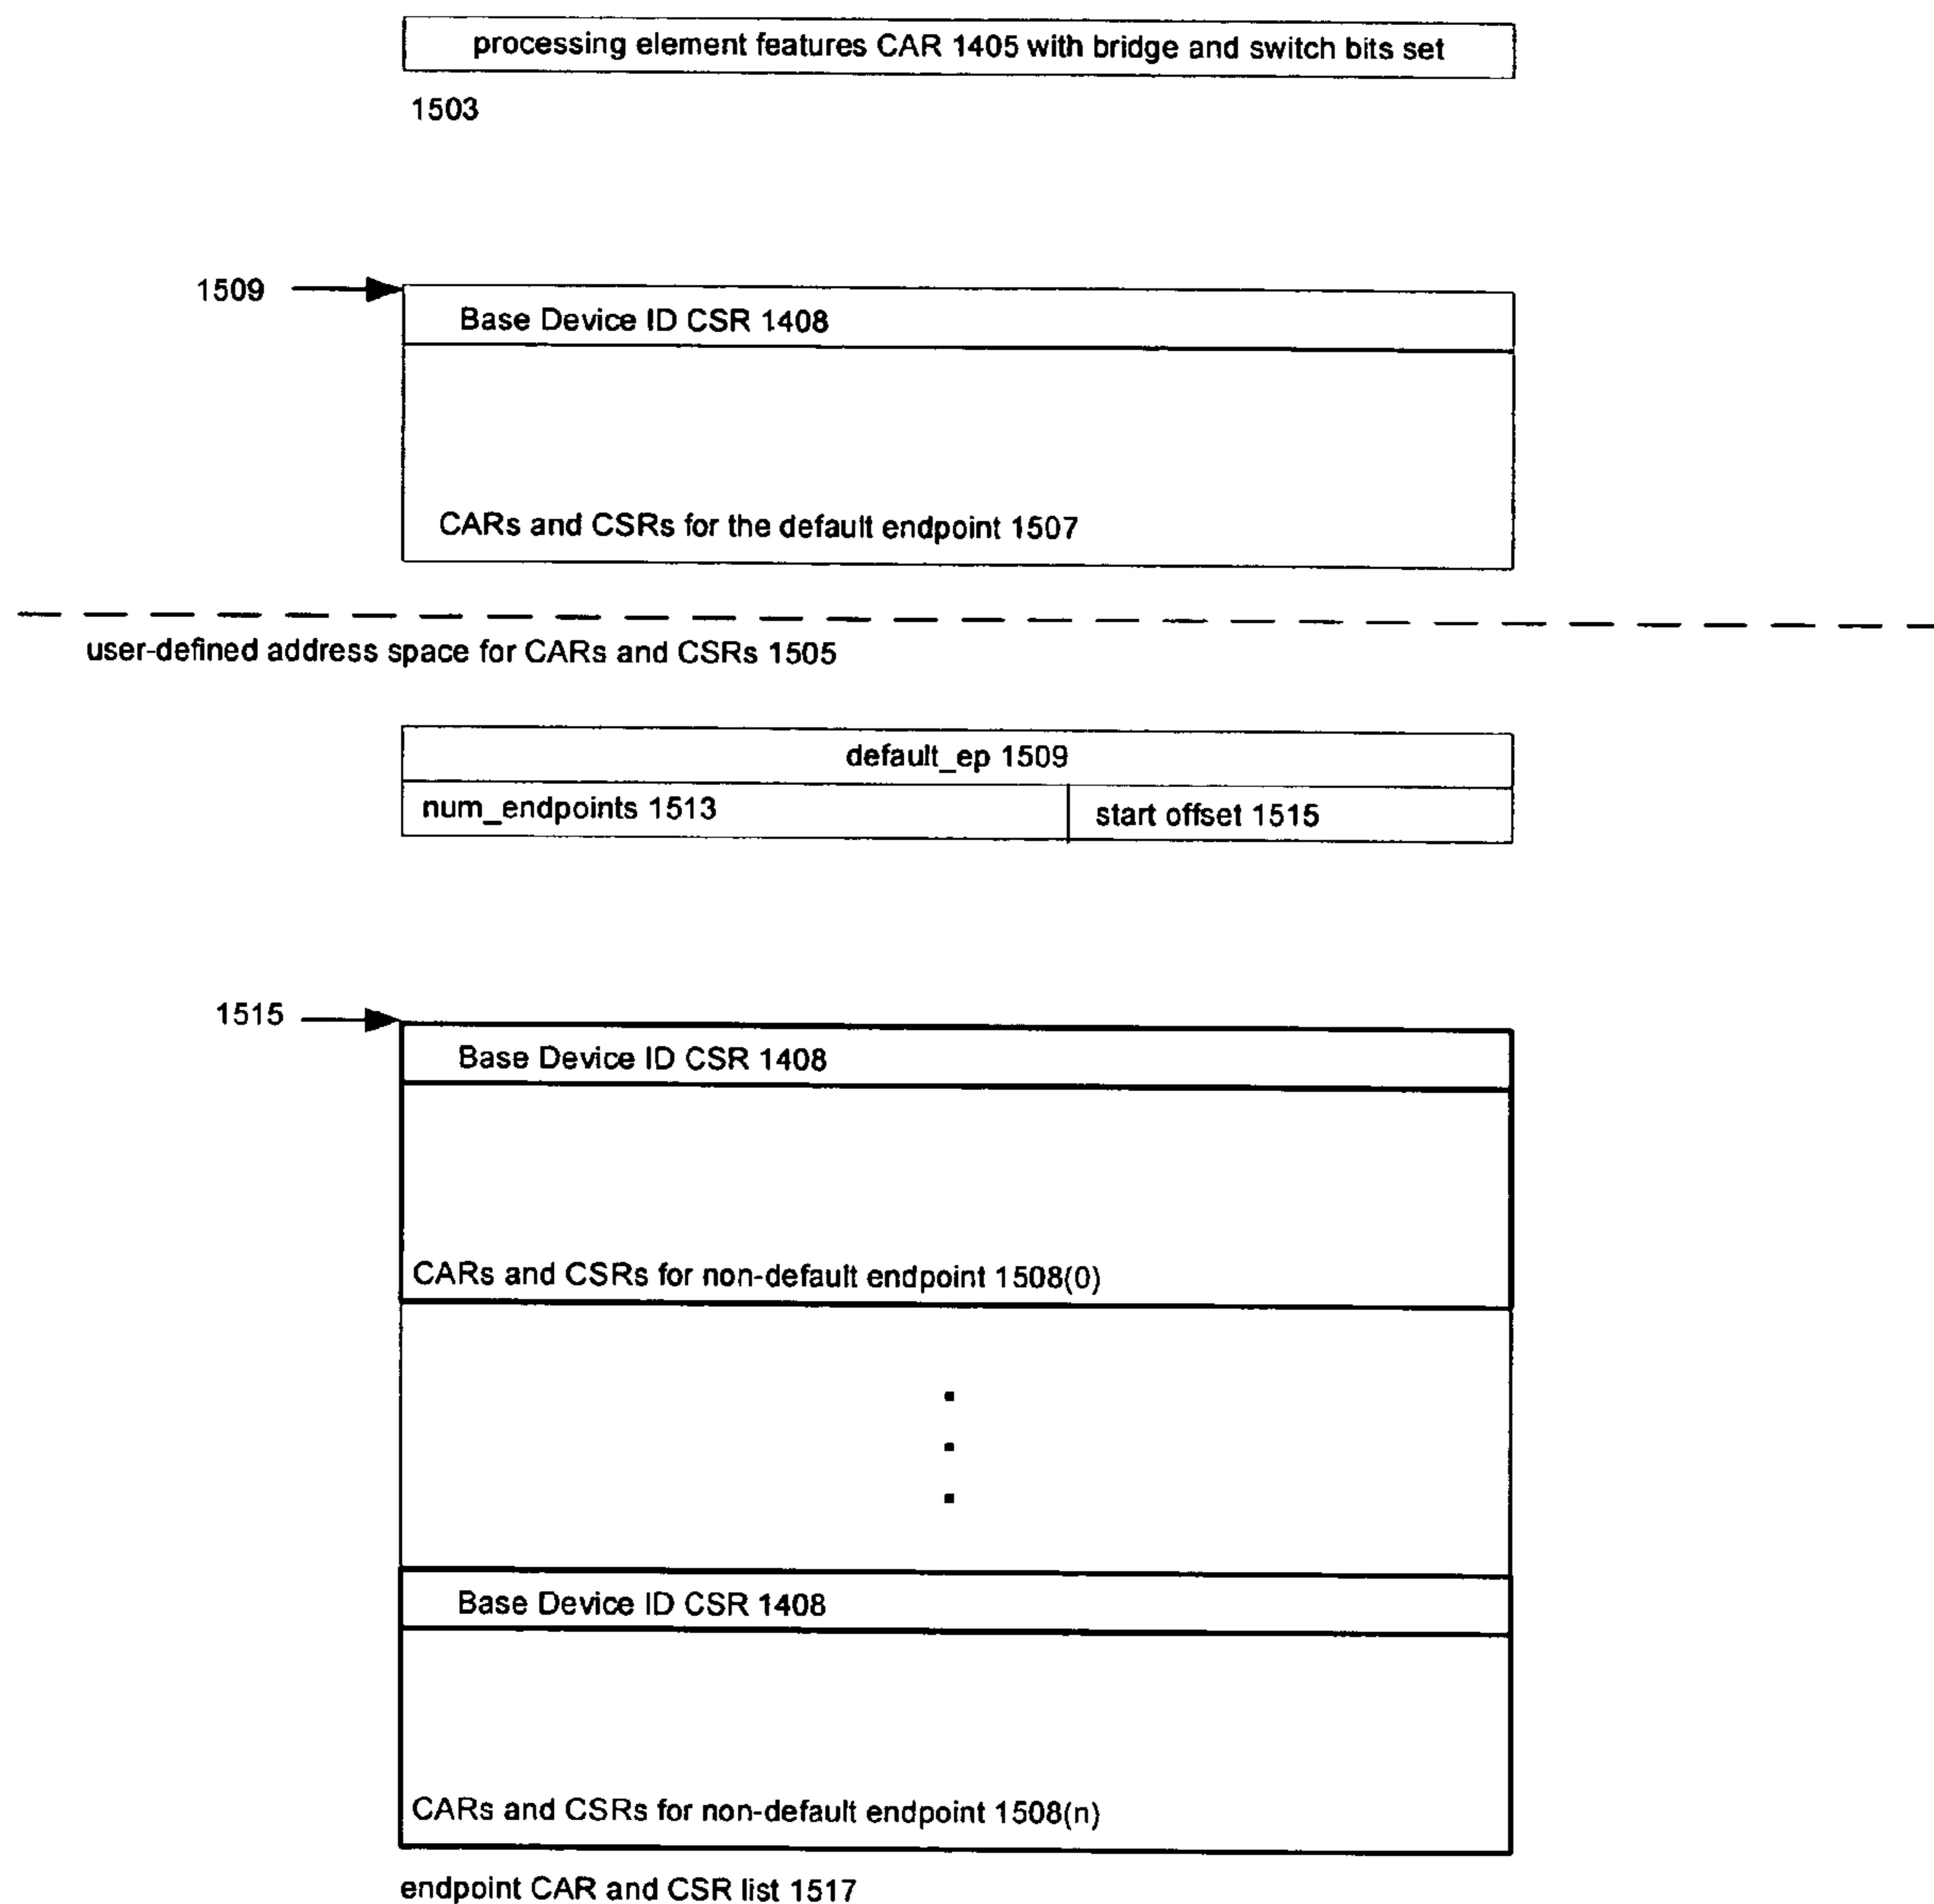 processing element features CAR 1405 with bridge and switch bits set
1503
1509
Base Device ID CSR 1408
CARs and CSRs for the default endpoint 1507
user-defined address space for CARs and CSRs 1505
default_ep 1509
num_endpoints 1513
start offset 1515
1515
Base Device ID CSR 1408
CARs and CSRs for non-default endpoint 1508(0)
Base Device ID CSR 1408
CARs and CSRs for non-default endpoint 1508(n)
endpoint CAR and CSR list 1517